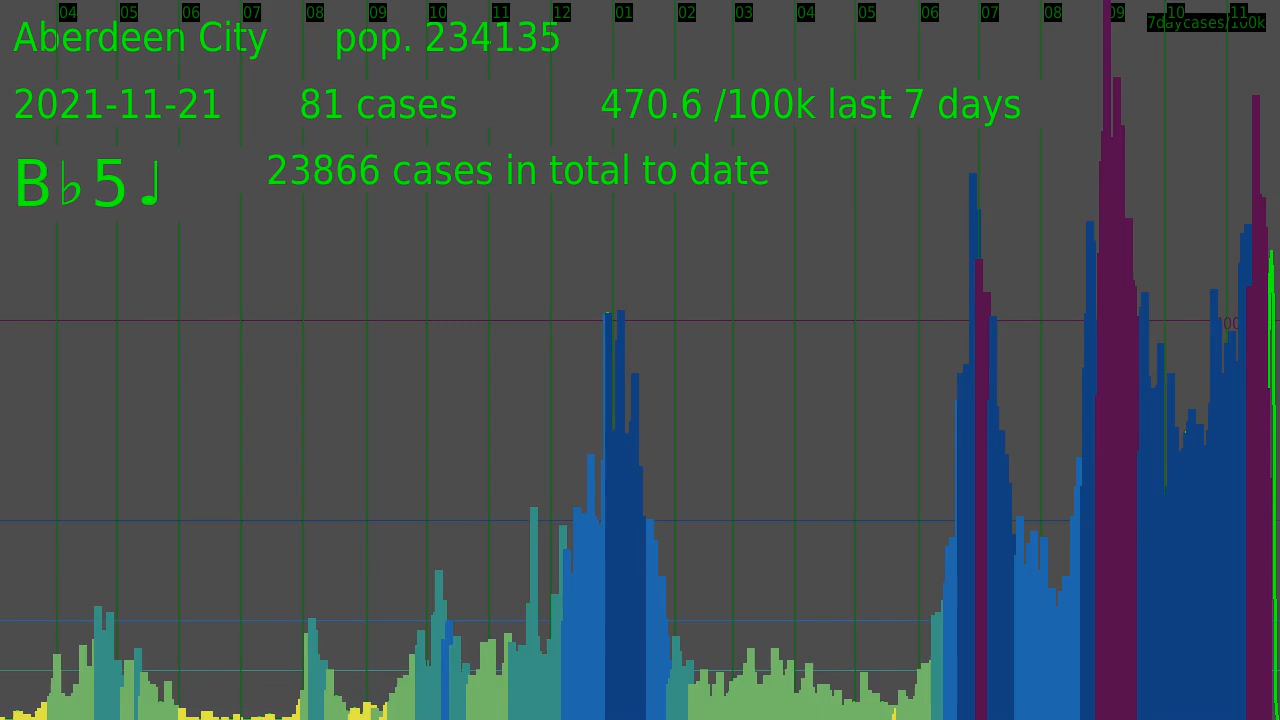 04 05 06 07 08 09 10 11 12 01 02 03 04 05 06 07 08 09 10 11
7daycases/100k
Aberdeen City pop. 234135
2021-11-21 81 cases 470.6 /100k last 7 days
B♭5♩ 23866 cases in total to date